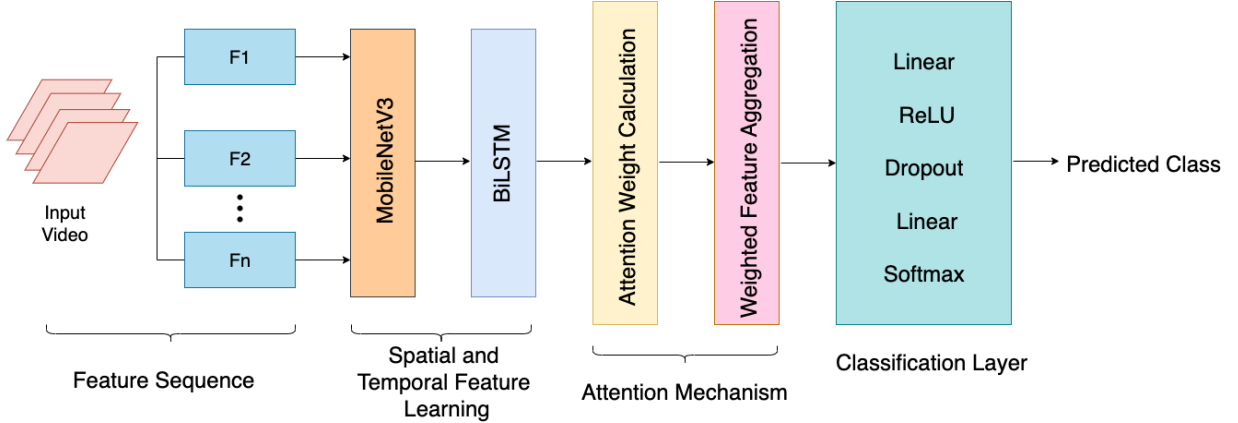 Input
Video
F1
F2
Fn
Feature Sequence
MobileNetV3
BiLSTM
Spatial and
Temporal Feature
Learning
Attention Weight Calculation
Weighted Feature Aggregation
Attention Mechanism
Linear
ReLU
Dropout
Linear
Softmax
Classification Layer
Predicted Class